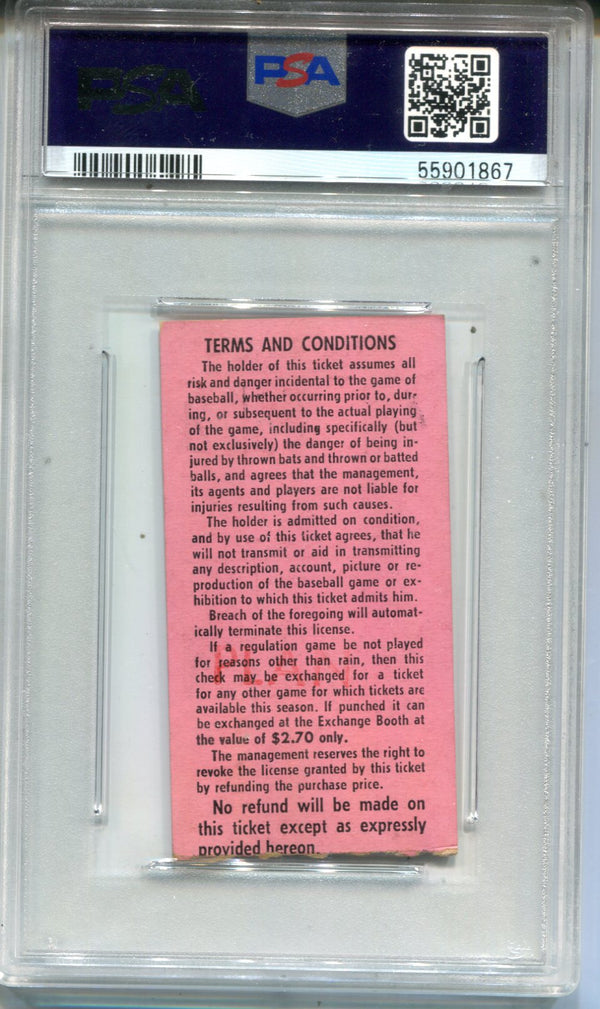 PSA
PSA
55901867
TERMS AND CONDITIONS
The holder of this ticket assumes all
risk and danger incidental to the game of
baseball, whether occurring prior to, dur-
ing, or subsequent to the actual playing
of the game, including specifically (but
not exclusively) the danger of being in-
jured by thrown bats and thrown or batted
balls, and agrees that the management,
its agents and players are not liable for
injuries resulting from such causes.
The holder is admitted on condition,
and by use of this ticket agrees, that he
will not transmit or aid in transmitting
any description, account, picture or re-
production of the baseball game or ex-
hibition to which this ticket admits him.
Breach of the foregoing will automat-
ically terminate this license.
If a regulation game be not played
for reasons other than rain, then this
check may be exchanged for a ticket
for any other game for which tickets are
available this season. If punched it can
be exchanged at the Exchange Booth at
the value of $2.70 only.
The management reserves the right to
revoke the license granted by this ticket
by refunding the purchase price.
No refund will be made on
this ticket except as expressly
provided hereon.